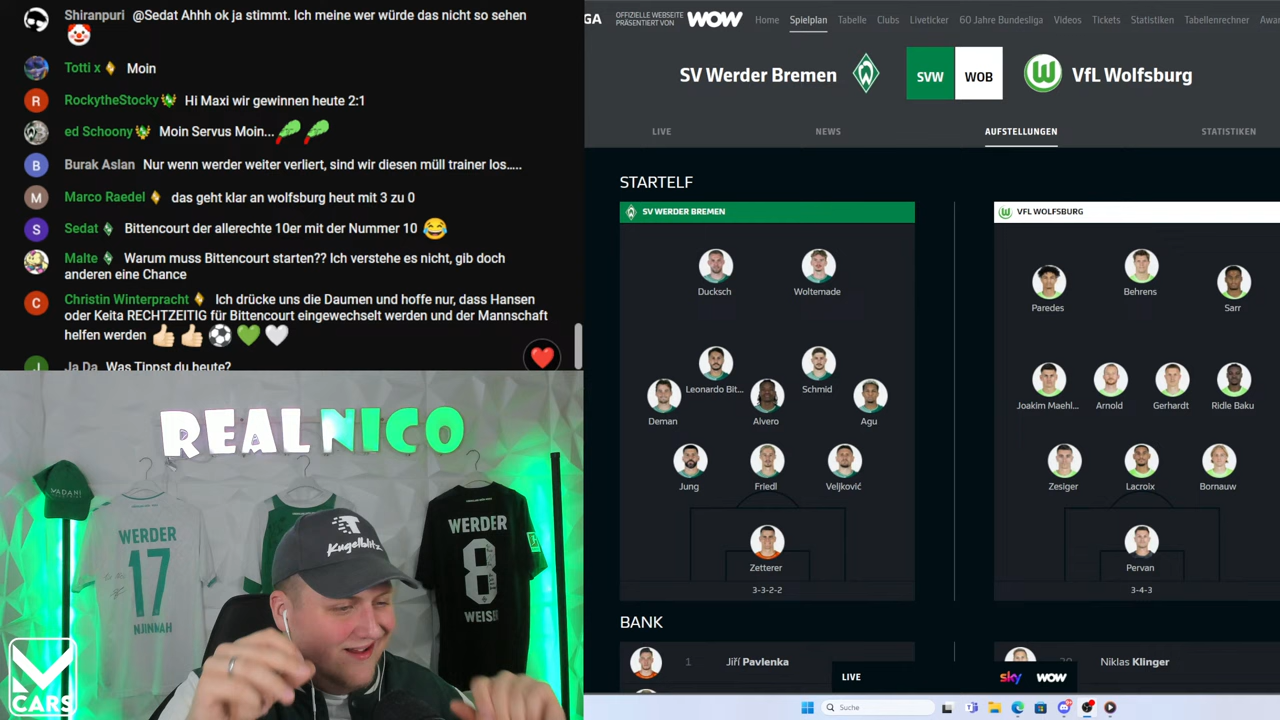 Shiranpuri @Sedat Ahhh ok ja stimmt. Ich meine wer würde das nicht so sehen
Totti x Moin
R RockytheStocky Hi Maxi wir gewinnen heute 2:1
ed Schoony Moin Servus Moin...
B Burak Aslan Nur wenn werder weiter verliert, sind wir diesen müll trainer los.....
M Marco Raedel das geht klar an wolfsburg heut mit 3 zu 0
S Sedat Bittencourt der allerechte 10er mit der Nummer 10
Malte Warum muss Bittencourt starten?? Ich verstehe es nicht, gib doch
anderen eine Chance
C Christin Winterpracht Ich drücke uns die Daumen und hoffe nur, dass Hansen
oder Keita RECHTZEITIG für Bittencourt eingewechselt werden und der Mannschaft
helfen werden
J Ja Da Was Tippst du heute?
REALNICO
WERDER
17
NJINMAH
Kugelblitz
WERDER
8
WEISER
CARS
GA OFFIZIELLE WEBSEITE
PRÄSENTIERT VON
WOW
Home Spielplan Tabelle Clubs Liveticker 60 Jahre Bundesliga Videos Tickets Statistiken Tabellenrechner Awa
SV Werder Bremen SVW WOB VfL Wolfsburg
LIVE NEWS AUFSTELLUNGEN STATISTIKEN
STARTELF
SV WERDER BREMEN
Ducksch Woltemade
Leonardo Bit... Schmid
Deman Alvero Agu
Jung Friedl Veljković
Zetterer
3-3-2-2
VFL WOLFSBURG
Paredes Behrens Sarr
Joakim Maehl... Arnold Gerhardt Ridle Baku
Zesiger Lacroix Bornauw
Pervan
3-4-3
BANK
1 Jiří Pavlenka
Niklas Klinger
LIVE sky WOW
Suche